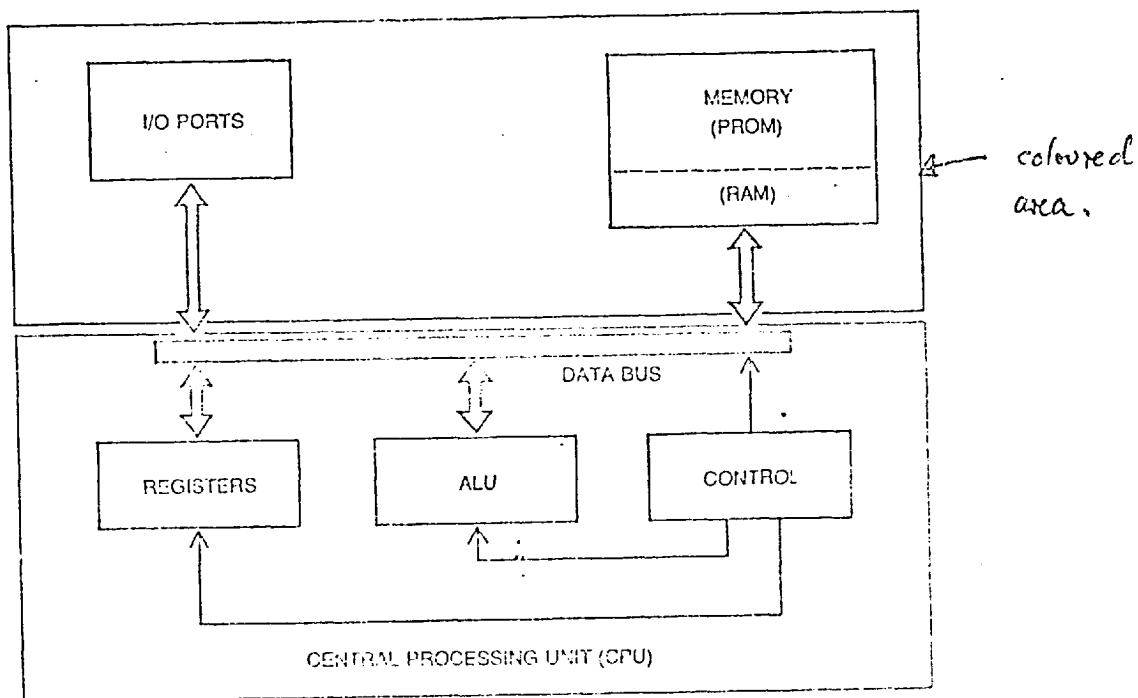 I/O PORTS
MEMORY
(PROM)
(RAM)
coloured
area.
DATA BUS
REGISTERS
ALU
CONTROL
CENTRAL PROCESSING UNIT (CPU)